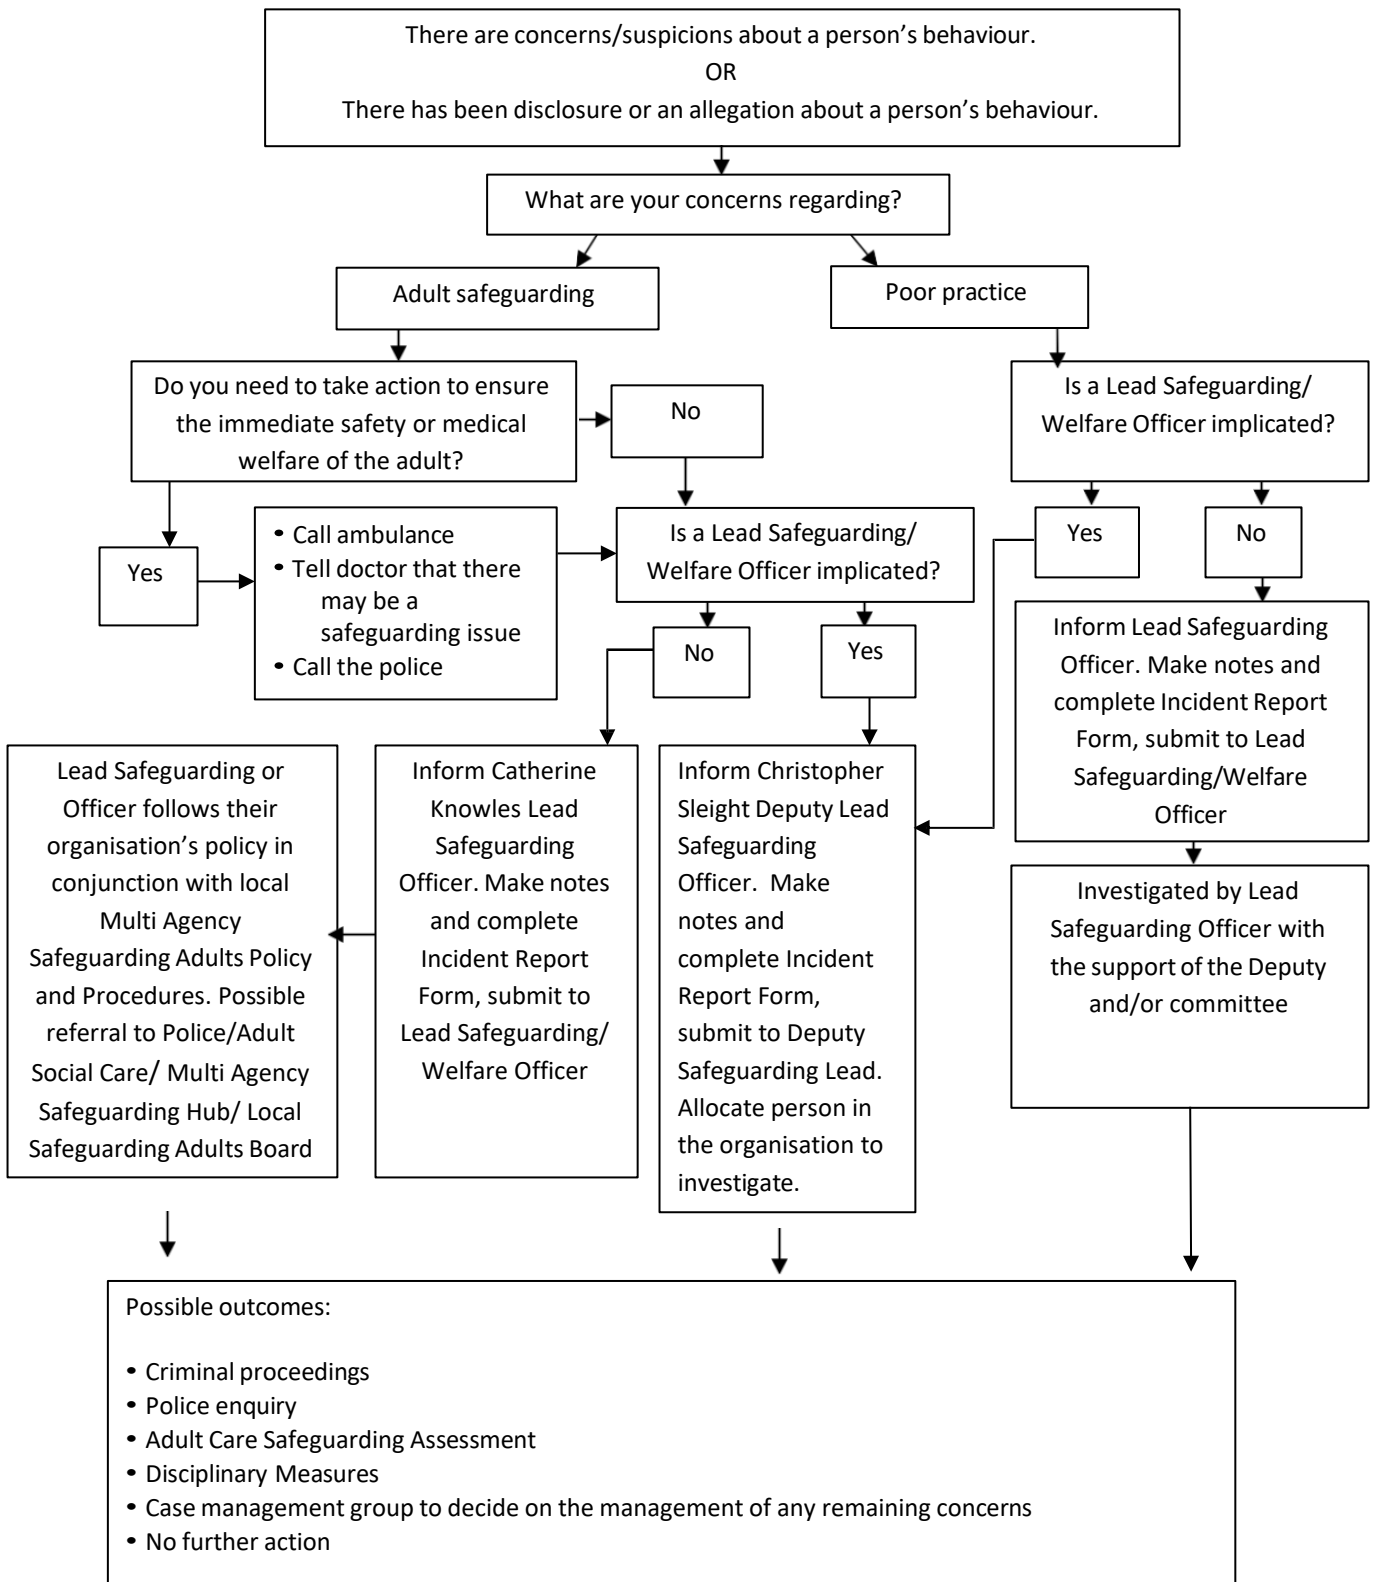 There are concerns/suspicions about a person’s behaviour.
OR
There has been disclosure or an allegation about a person’s behaviour.
What are your concerns regarding?
Adult safeguarding
Poor practice
Do you need to take action to ensure
the immediate safety or medical
welfare of the adult?
No
Is a Lead Safeguarding/
Welfare Officer implicated?
Yes
• Call ambulance
• Tell doctor that there
may be a
safeguarding issue
• Call the police
Is a Lead Safeguarding/
Welfare Officer implicated?
No
Yes
Yes
No
Inform Lead Safeguarding
Officer. Make notes and
complete Incident Report
Form, submit to Lead
Safeguarding/Welfare
Officer
Lead Safeguarding or
Officer follows their
organisation’s policy in
conjunction with local
Multi Agency
Safeguarding Adults Policy
and Procedures. Possible
referral to Police/Adult
Social Care/ Multi Agency
Safeguarding Hub/ Local
Safeguarding Adults Board
Inform Catherine
Knowles Lead
Safeguarding
Officer. Make notes
and complete
Incident Report
Form, submit to
Lead Safeguarding/
Welfare Officer
Inform Christopher
Sleight Deputy Lead
Safeguarding
Officer. Make
notes and
complete Incident
Report Form,
submit to Deputy
Safeguarding Lead.
Allocate person in
the organisation to
investigate.
Investigated by Lead
Safeguarding Officer with
the support of the Deputy
and/or committee
Possible outcomes:
• Criminal proceedings
• Police enquiry
• Adult Care Safeguarding Assessment
• Disciplinary Measures
• Case management group to decide on the management of any remaining concerns
• No further action